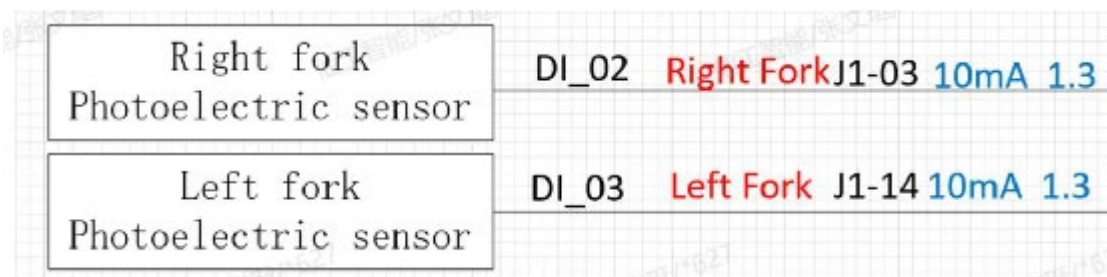 Right fork
Photoelectric sensor
DI_02 Right Fork J1-03 10mA 1.3
Left fork
Photoelectric sensor
DI_03 Left Fork J1-14 10mA 1.3